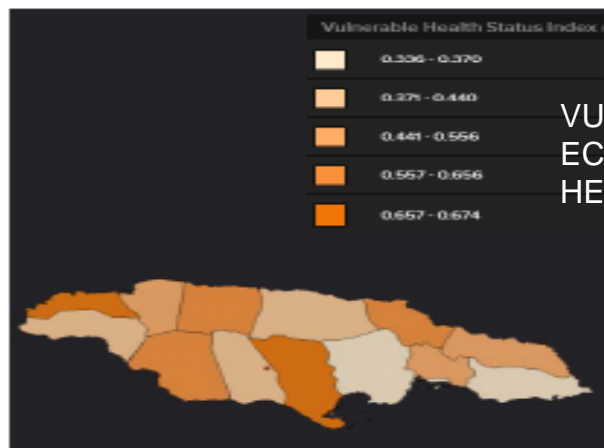 Vulnerable Health Status Index
0.336 - 0.370
0.371 - 0.440
0.441 - 0.556
0.557 - 0.656
0.657 - 0.674
VU
EC
HE